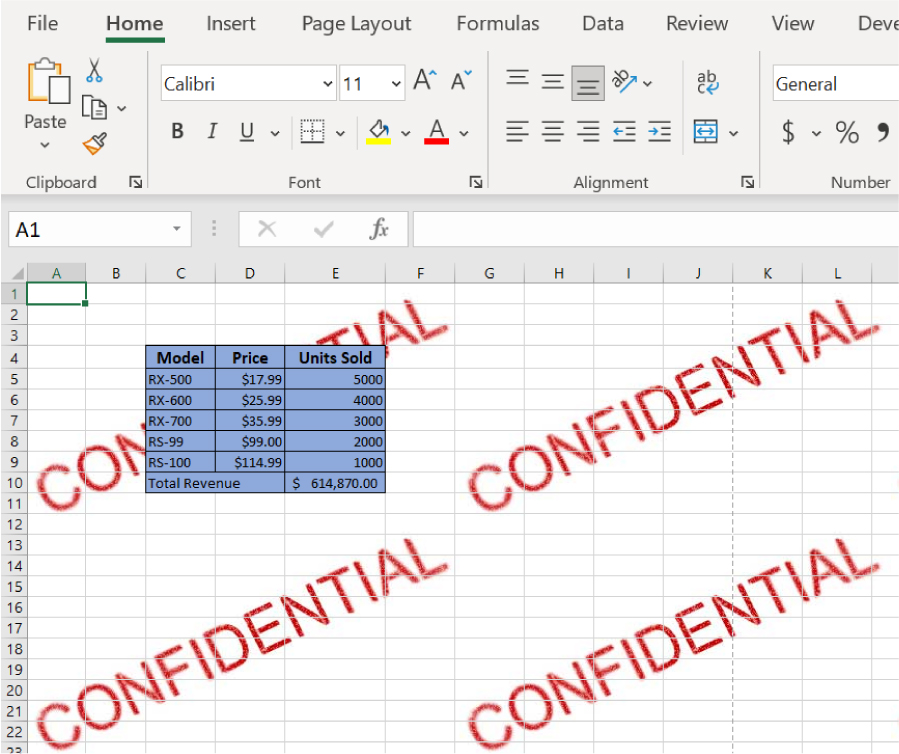 File Home Insert Page Layout Formulas Data Review View Deve
Calibri 11 A A ab General
Paste B I U A $ % 9
Clipboard Font Alignment Number
A1 fx
A B C D E F G H I J K L
1
2
3
4 Model Price Units Sold
5 RX-500 $17.99 5000
6 RX-600 $25.99 4000
7 RX-700 $35.99 3000
8 RS-99 $99.00 2000
9 RS-100 $114.99 1000
10 Total Revenue $ 614,870.00
11
12
13
14
15
16
17
18
19
20
21
22
23
CONFIDENTIAL
CONFIDENTIAL
CONFIDENTIAL